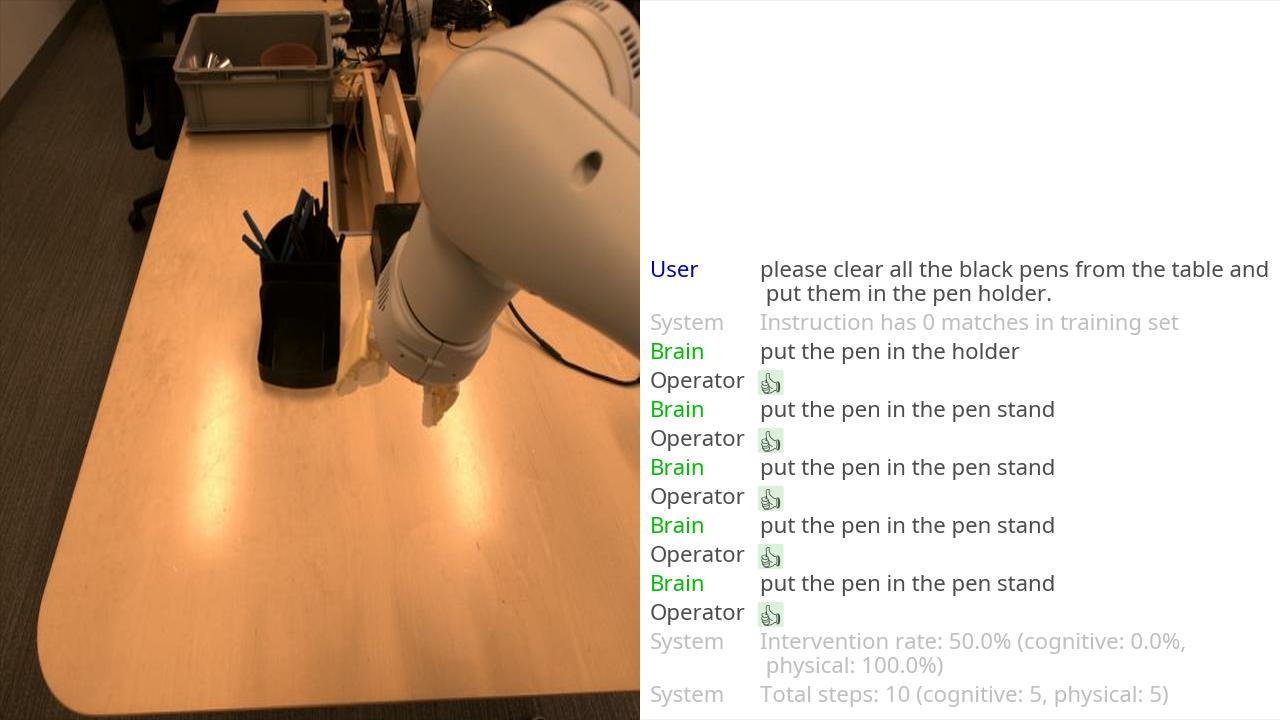 User please clear all the black pens from the table and
put them in the pen holder.
System Instruction has 0 matches in training set
Brain put the pen in the holder
Operator 👍
Brain put the pen in the pen stand
Operator 👍
Brain put the pen in the pen stand
Operator 👍
Brain put the pen in the pen stand
Operator 👍
Brain put the pen in the pen stand
Operator 👍
System Intervention rate: 50.0% (cognitive: 0.0%,
physical: 100.0%)
System Total steps: 10 (cognitive: 5, physical: 5)